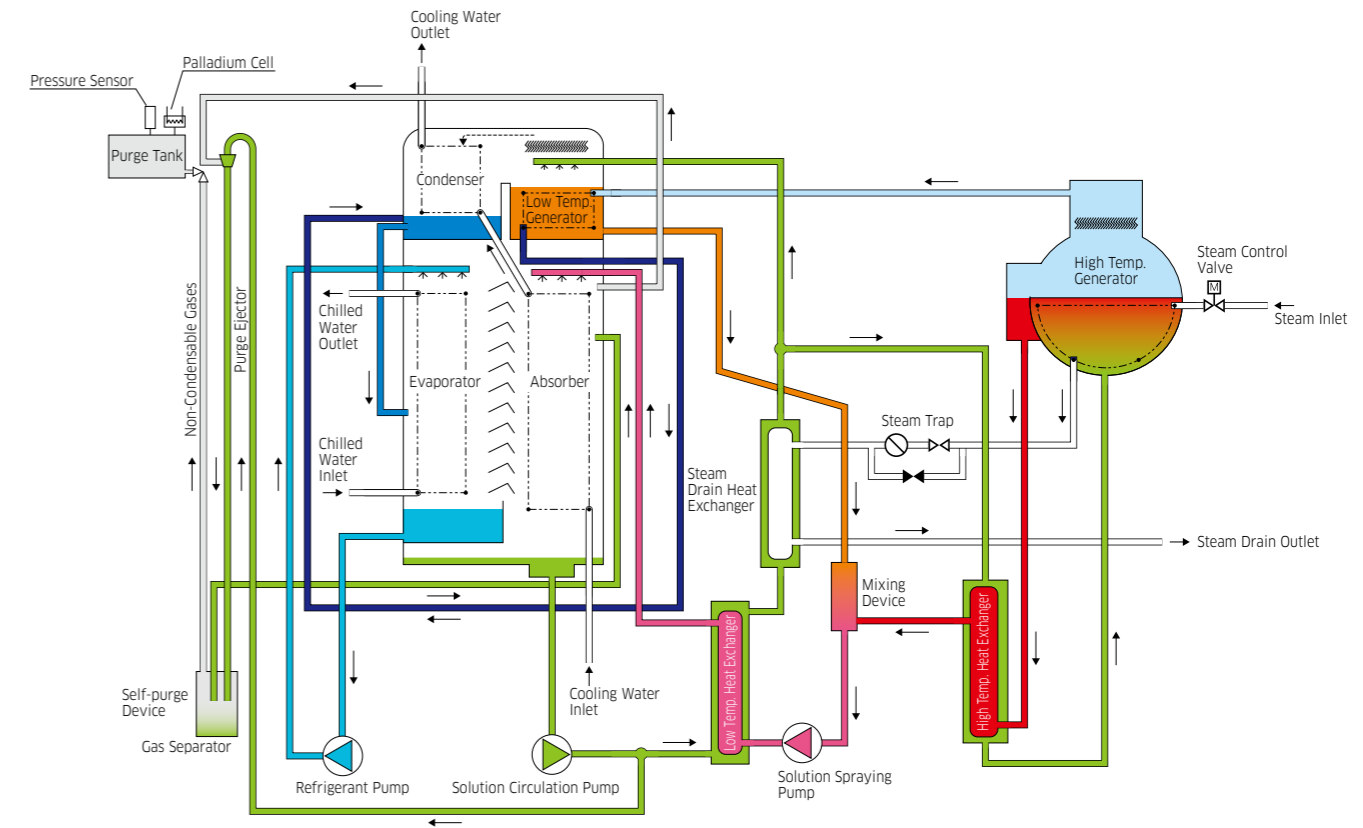 Cooling Water
Outlet
Palladium Cell
Pressure Sensor
Purge Tank
Condenser
Low Temp.
Generator
High Temp.
Generator
Steam Control
Valve
M
Steam Inlet
Non-Condensable Gases
Purge Ejector
Chilled
Water
Outlet
Evaporator
Absorber
Chilled
Water
Inlet
Steam Trap
Steam
Drain Heat
Exchanger
Steam Drain Outlet
Mixing
Device
Low Temp. Heat Exchanger
High Temp. Heat Exchanger
Self-purge
Device
Gas Separator
Cooling Water
Inlet
Refrigerant Pump
Solution Circulation Pump
Solution Spraying
Pump